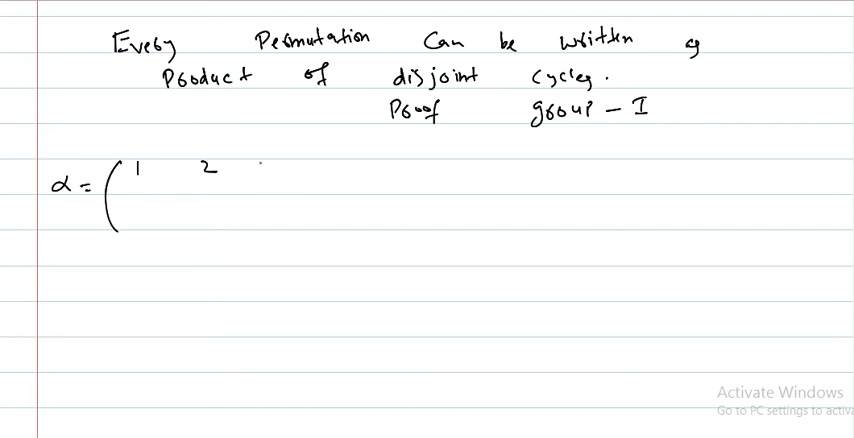 Every Permutation Can be written as
Product of disjoint cycles.
Proof group - I
α = ( 1 2
Activate Windows
Go to PC settings to activa